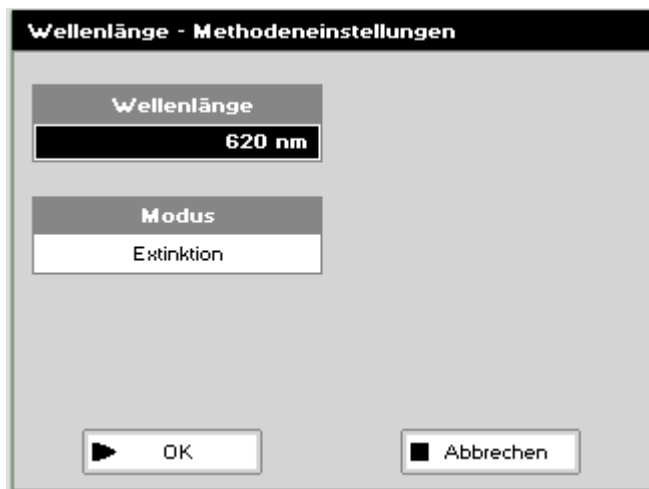 Wellenlänge - Methodeneinstellungen
Wellenlänge
620 nm
Modus
Extinktion
OK
Abbrechen